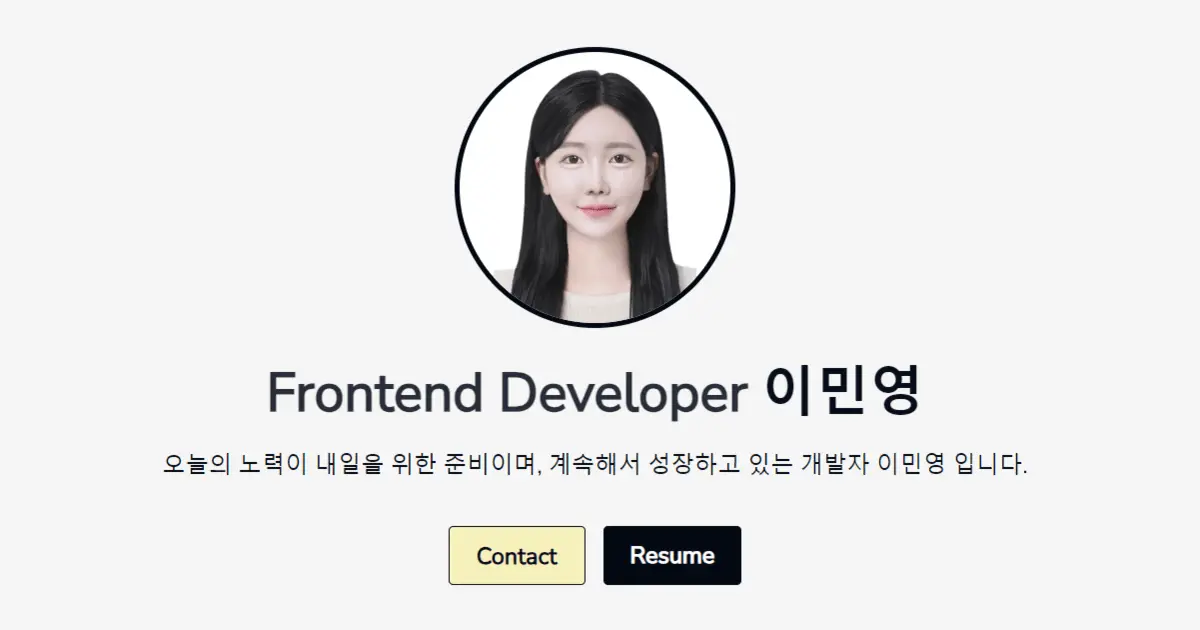 Frontend Developer 이민영
오늘의 노력이 내일을 위한 준비이며, 계속해서 성장하고 있는 개발자 이민영 입니다.
Contact Resume